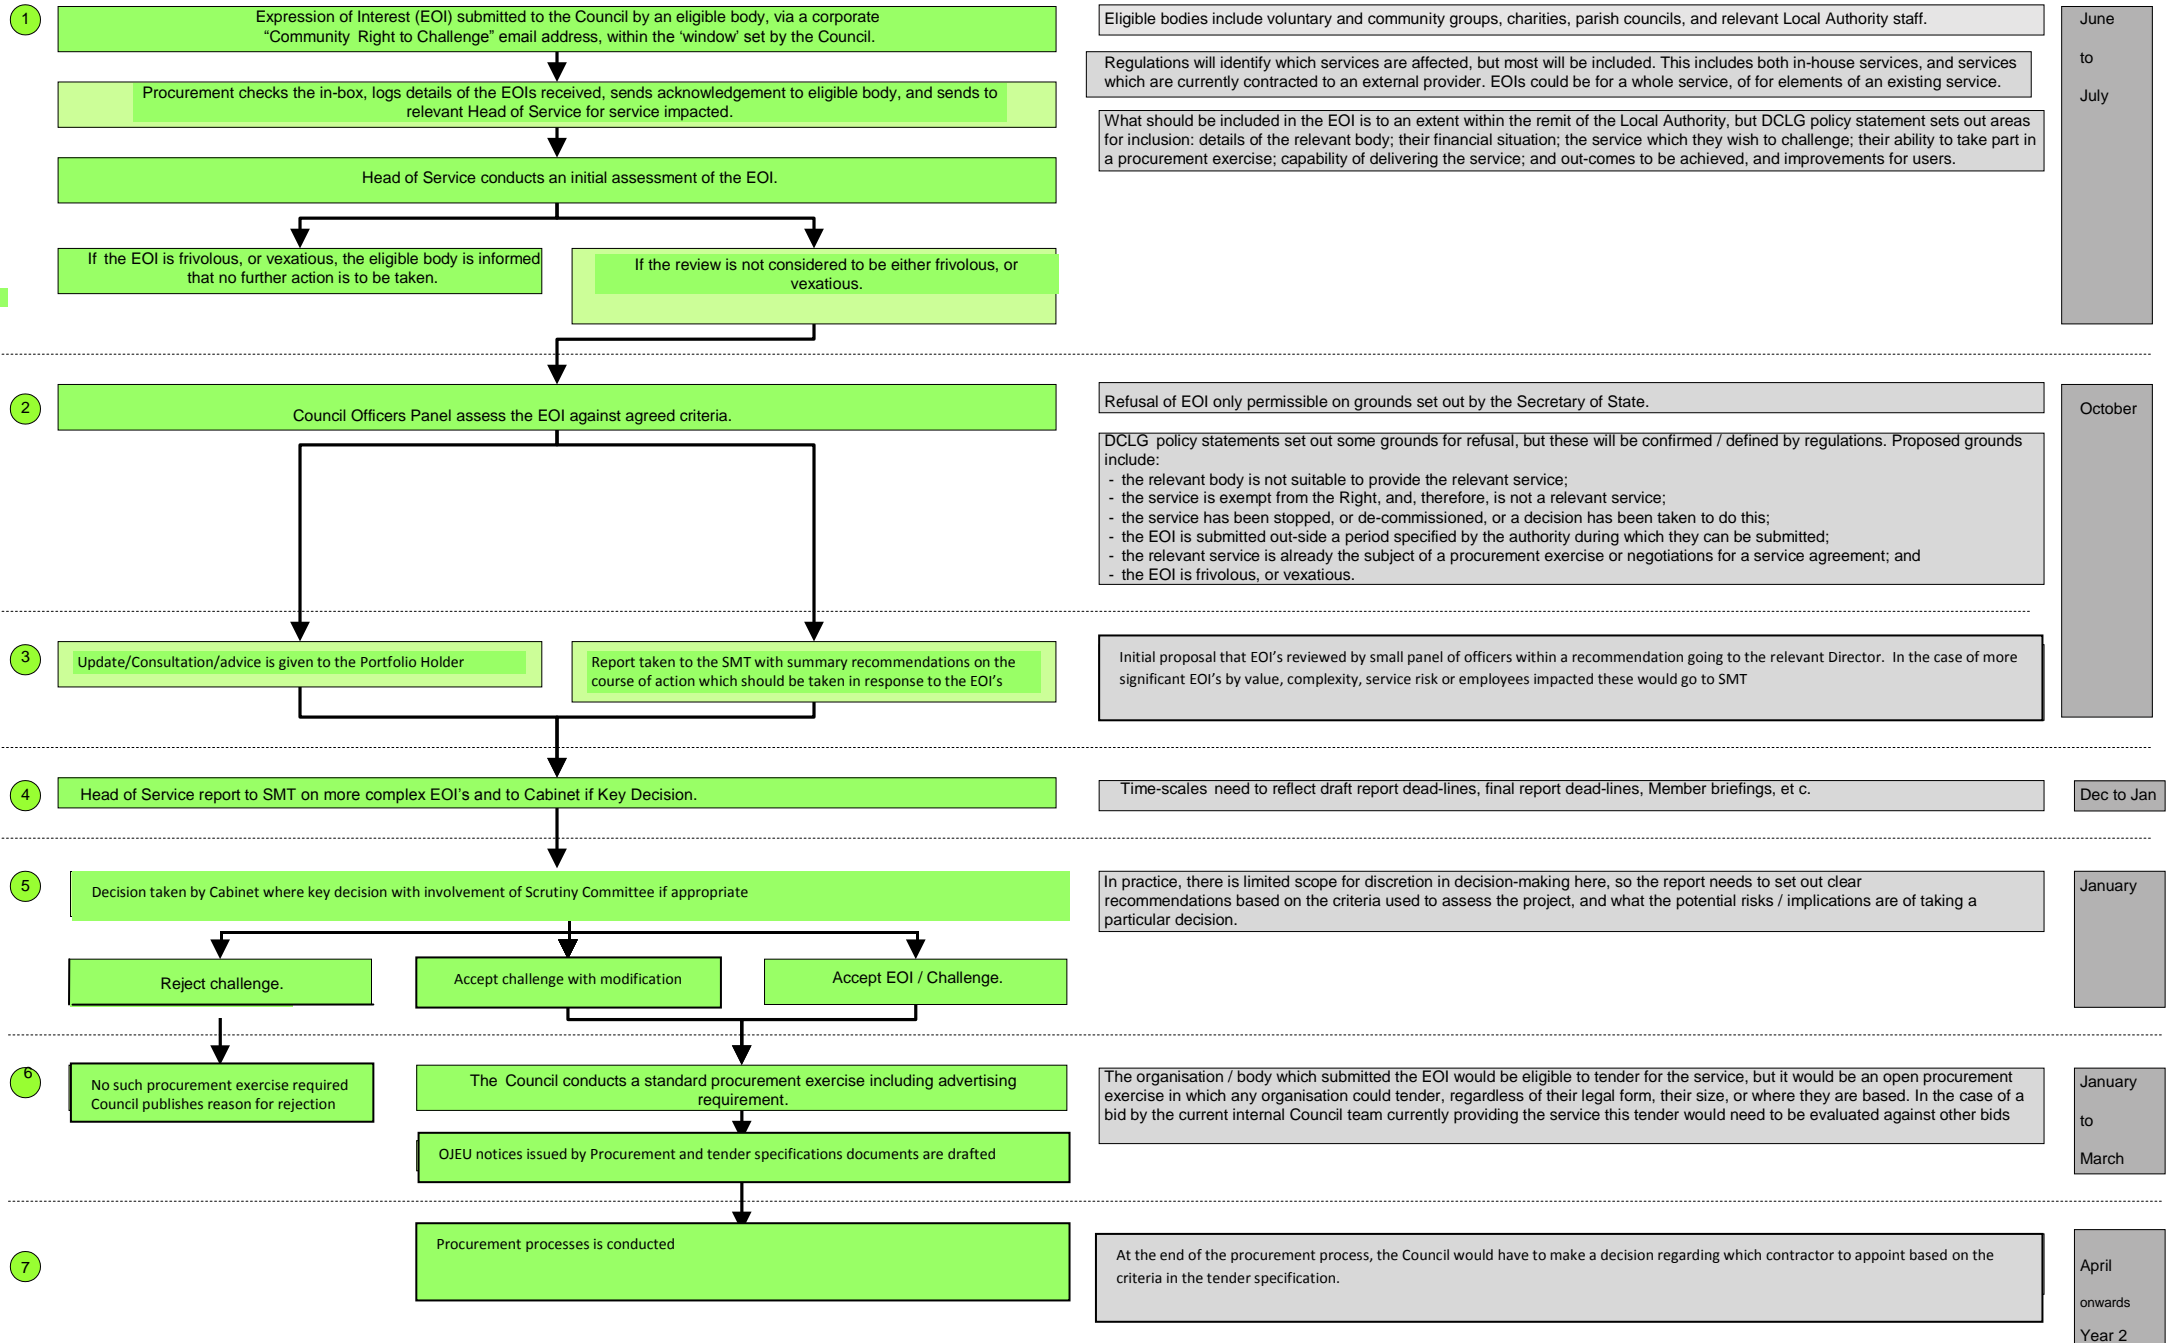 1
Expression of Interest (EOI) submitted to the Council by an eligible body, via a corporate
“Community Right to Challenge” email address, within the ‘window’ set by the Council.
Eligible bodies include voluntary and community groups, charities, parish councils, and relevant Local Authority staff.
June
to
July
Regulations will identify which services are affected, but most will be included. This includes both in-house services, and services
which are currently contracted to an external provider. EOIs could be for a whole service, of for elements of an existing service.
Procurement checks the in-box, logs details of the EOIs received, sends acknowledgement to eligible body, and sends to
relevant Head of Service for service impacted.
What should be included in the EOI is to an extent within the remit of the Local Authority, but DCLG policy statement sets out areas
for inclusion: details of the relevant body; their financial situation; the service which they wish to challenge; their ability to take part in
a procurement exercise; capability of delivering the service; and out-comes to be achieved, and improvements for users.
Head of Service conducts an initial assessment of the EOI.
If the EOI is frivolous, or vexatious, the eligible body is informed
that no further action is to be taken.
If the review is not considered to be either frivolous, or
vexatious.
2
Council Officers Panel assess the EOI against agreed criteria.
Refusal of EOI only permissible on grounds set out by the Secretary of State.
October
DCLG policy statements set out some grounds for refusal, but these will be confirmed / defined by regulations. Proposed grounds
include:
- the relevant body is not suitable to provide the relevant service;
- the service is exempt from the Right, and, therefore, is not a relevant service;
- the service has been stopped, or de-commissioned, or a decision has been taken to do this;
- the EOI is submitted out-side a period specified by the authority during which they can be submitted;
- the relevant service is already the subject of a procurement exercise or negotiations for a service agreement; and
- the EOI is frivolous, or vexatious.
3
Update/Consultation/advice is given to the Portfolio Holder
Report taken to the SMT with summary recommendations on the
course of action which should be taken in response to the EOI’s
Initial proposal that EOI’s reviewed by small panel of officers within a recommendation going to the relevant Director. In the case of more
significant EOI’s by value, complexity, service risk or employees impacted these would go to SMT
4
Head of Service report to SMT on more complex EOI’s and to Cabinet if Key Decision.
Time-scales need to reflect draft report dead-lines, final report dead-lines, Member briefings, et c.
Dec to Jan
5
Decision taken by Cabinet where key decision with involvement of Scrutiny Committee if appropriate
In practice, there is limited scope for discretion in decision-making here, so the report needs to set out clear
recommendations based on the criteria used to assess the project, and what the potential risks / implications are of taking a
particular decision.
January
Reject challenge.
Accept challenge with modification
Accept EOI / Challenge.
6
No such procurement exercise required
Council publishes reason for rejection
The Council conducts a standard procurement exercise including advertising
requirement.
The organisation / body which submitted the EOI would be eligible to tender for the service, but it would be an open procurement
exercise in which any organisation could tender, regardless of their legal form, their size, or where they are based. In the case of a
bid by the current internal Council team currently providing the service this tender would need to be evaluated against other bids
January
to
March
OJEU notices issued by Procurement and tender specifications documents are drafted
7
Procurement processes is conducted
At the end of the procurement process, the Council would have to make a decision regarding which contractor to appoint based on the
criteria in the tender specification.
April
onwards
Year 2